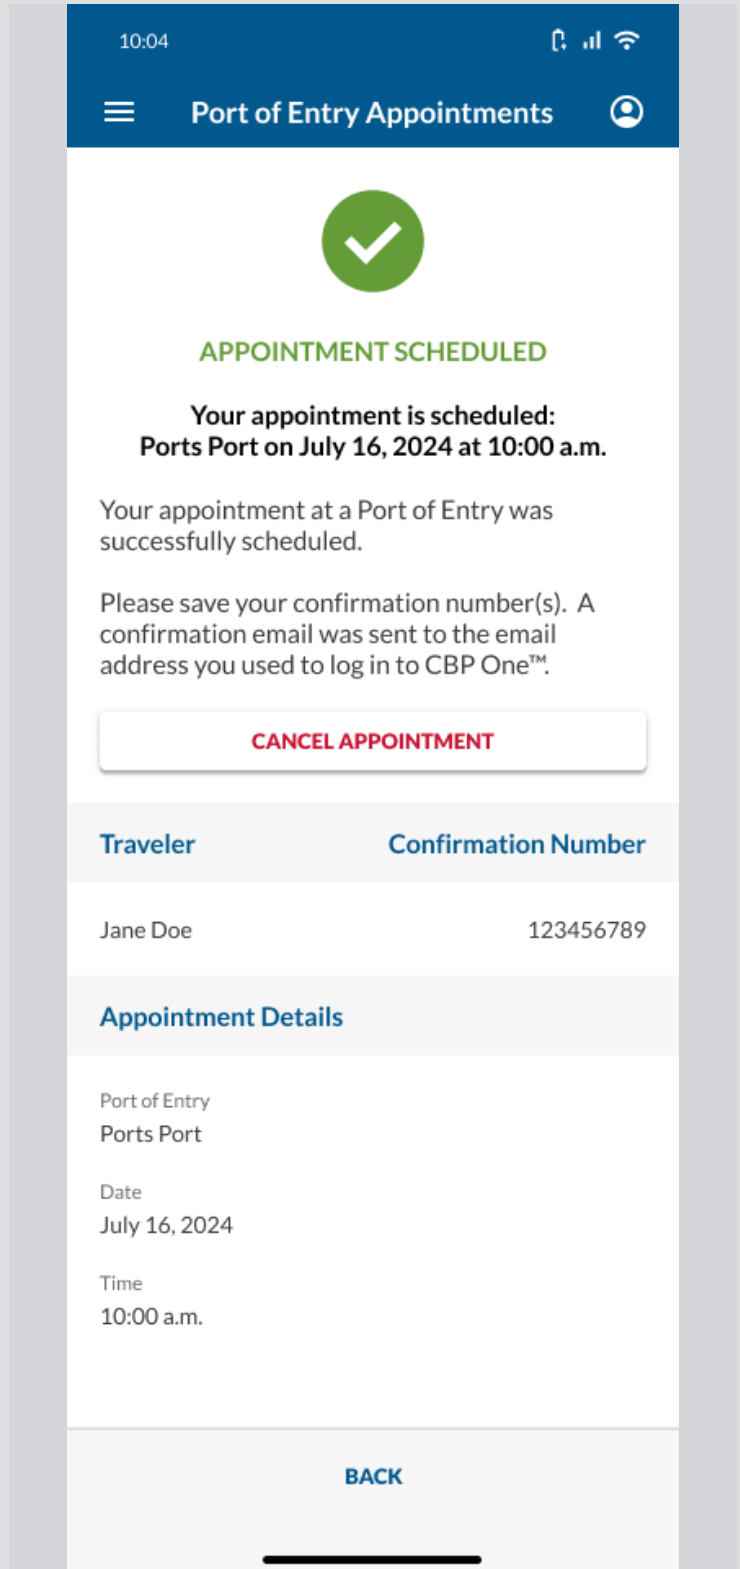 10:04
Port of Entry Appointments
APPOINTMENT SCHEDULED
Your appointment is scheduled:
Ports Port on July 16, 2024 at 10:00 a.m.
Your appointment at a Port of Entry was
successfully scheduled.
Please save your confirmation number(s).  A
confirmation email was sent to the email
address you used to log in to CBP One™.
CANCEL APPOINTMENT
Traveler Confirmation Number
Jane Doe 123456789
Appointment Details
Port of Entry
Ports Port
Date
July 16, 2024
Time
10:00 a.m.
BACK